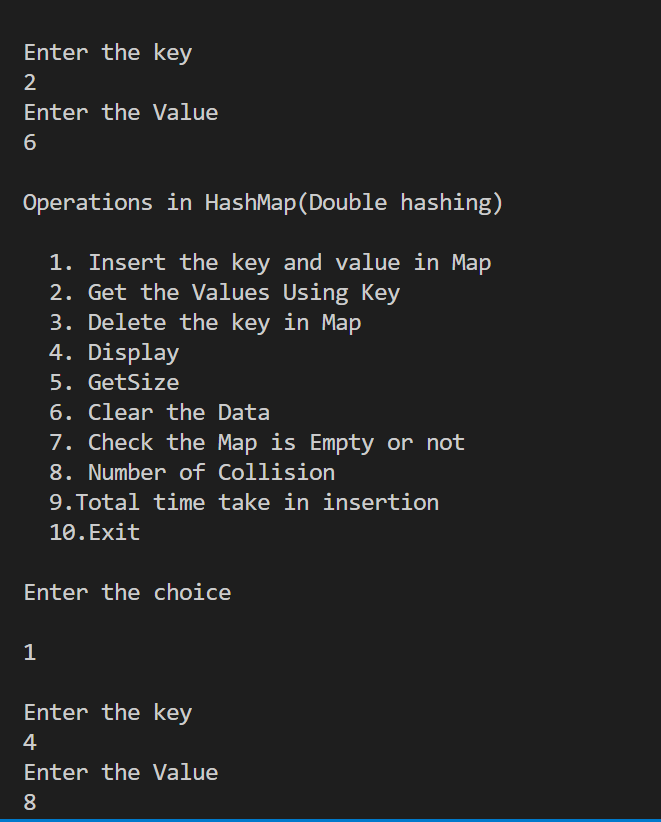 Enter the key
2
Enter the Value
6
Operations in HashMap(Double hashing)
1. Insert the key and value in Map
2. Get the Values Using Key
3. Delete the key in Map
4. Display
5. GetSize
6. Clear the Data
7. Check the Map is Empty or not
8. Number of Collision
9.Total time take in insertion
10.Exit
Enter the choice
1
Enter the key
4
Enter the Value
8